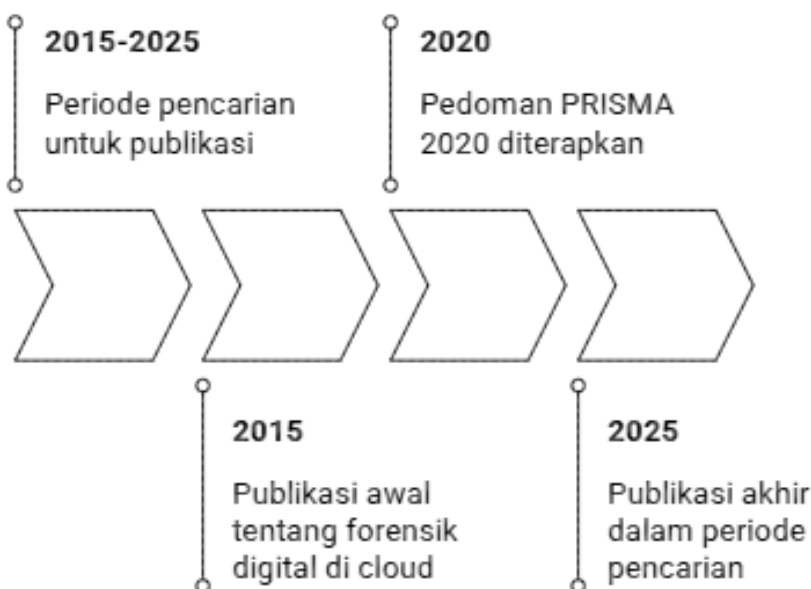 2015-2025
Periode pencarian
untuk publikasi
2020
Pedoman PRISMA
2020 diterapkan
2015
Publikasi awal
tentang forensik
digital di cloud
2025
Publikasi akhir
dalam periode
pencarian